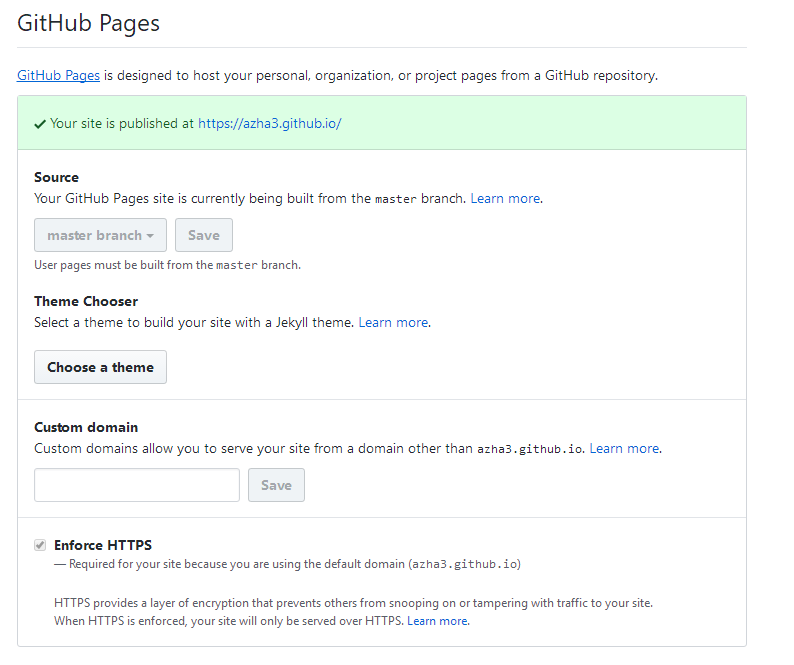 GitHub Pages
GitHub Pages is designed to host your personal, organization, or project pages from a GitHub repository.
Your site is published at https://azha3.github.io/
Source
Your GitHub Pages site is currently being built from the master branch. Learn more.
master branch Save
User pages must be built from the master branch.
Theme Chooser
Select a theme to build your site with a Jekyll theme. Learn more.
Choose a theme
Custom domain
Custom domains allow you to serve your site from a domain other than azha3.github.io. Learn more.
Save
Enforce HTTPS
— Required for your site because you are using the default domain (azha3.github.io)
HTTPS provides a layer of encryption that prevents others from snooping on or tampering with traffic to your site.
When HTTPS is enforced, your site will only be served over HTTPS. Learn more.